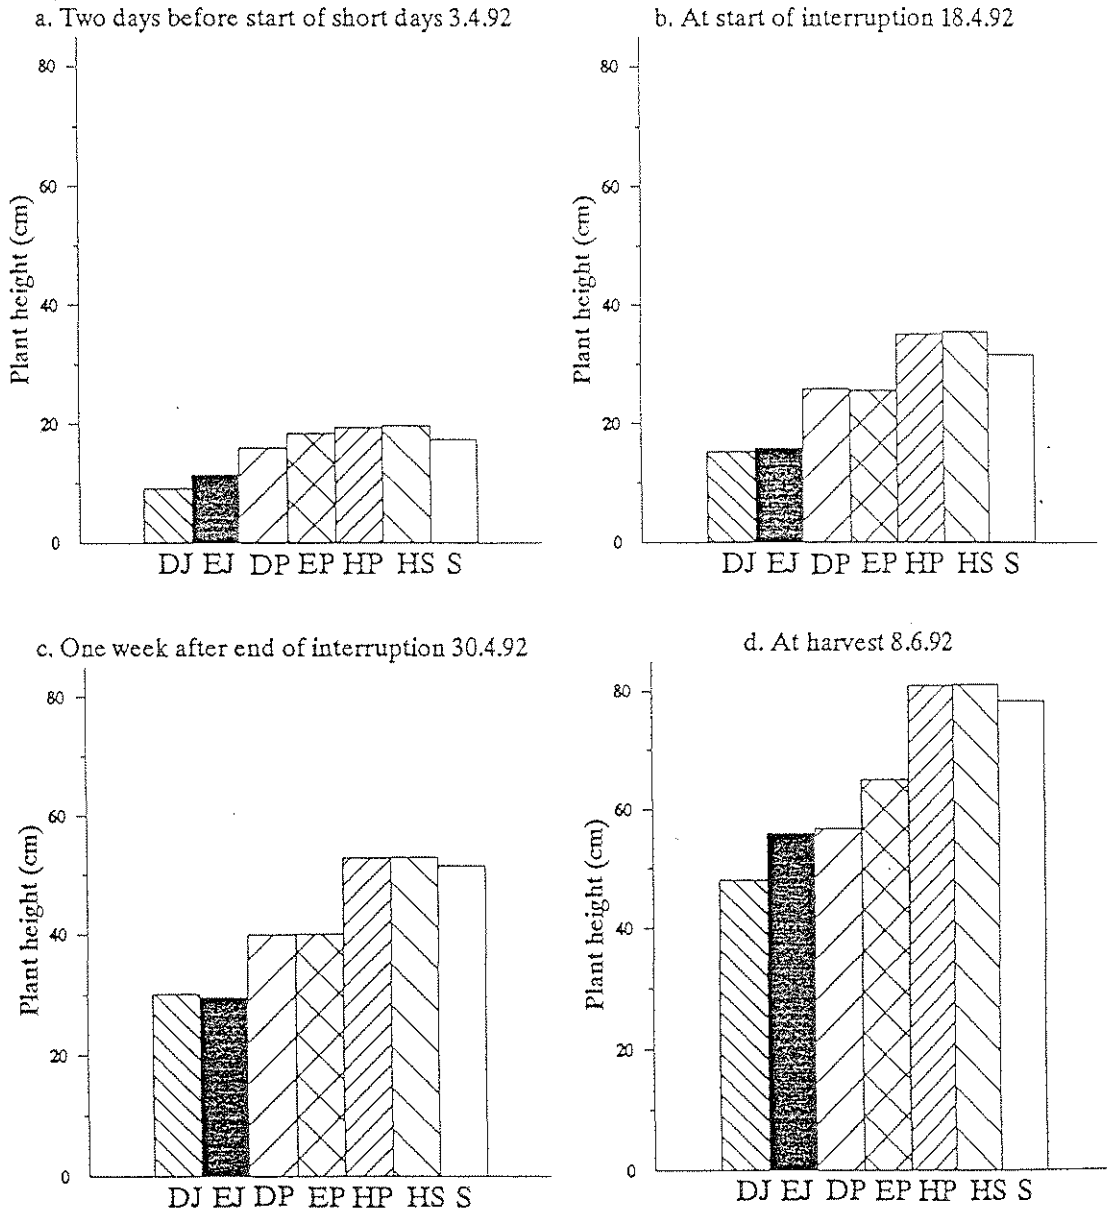 a. Two days before start of short days 3.4.92
80
60
40
20
0
Plant height (cm)
DJ EJ DP EP HP HS S
b. At start of interruption 18.4.92
80
60
40
20
0
Plant height (cm)
DJ EJ DP EP HP HS S
c. One week after end of interruption 30.4.92
80
60
40
20
0
Plant height (cm)
DJ EJ DP EP HP HS S
d. At harvest 8.6.92
80
60
40
20
0
Plant height (cm)
DJ EJ DP EP HP HS S